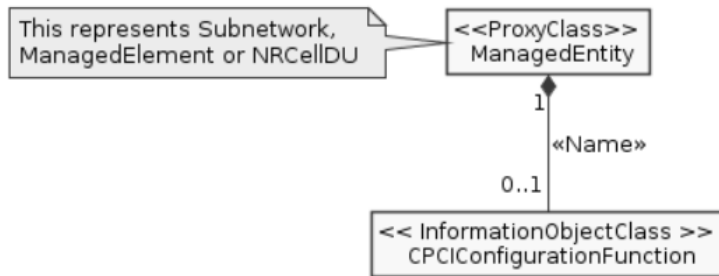 This represents Subnetwork,
ManagedElement or NRCellDU
<<ProxyClass>>
ManagedEntity
1
«Name»
0..1
<< InformationObjectClass >>
CPCIConfigurationFunction